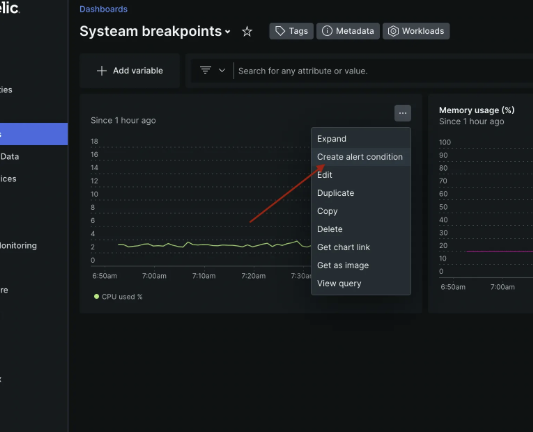 elic.
Dashboards
Systeam breakpoints
Tags
Metadata
Workloads
Add variable
Search for any attribute or value.
ties
s
Data
ices
Monitoring
re
Since 1 hour ago
18
16
14
12
10
8
6
4
2
0
6:50am
7:00am
7:10am
7:20am
7:30a
CPU used %
...
Expand
Create alert condition
Edit
Duplicate
Copy
Delete
Get chart link
Get as image
View query
Memory usage (%)
Since 1 hour ago
100
90
80
70
60
50
40
30
20
10
0
6:50am
7:00am